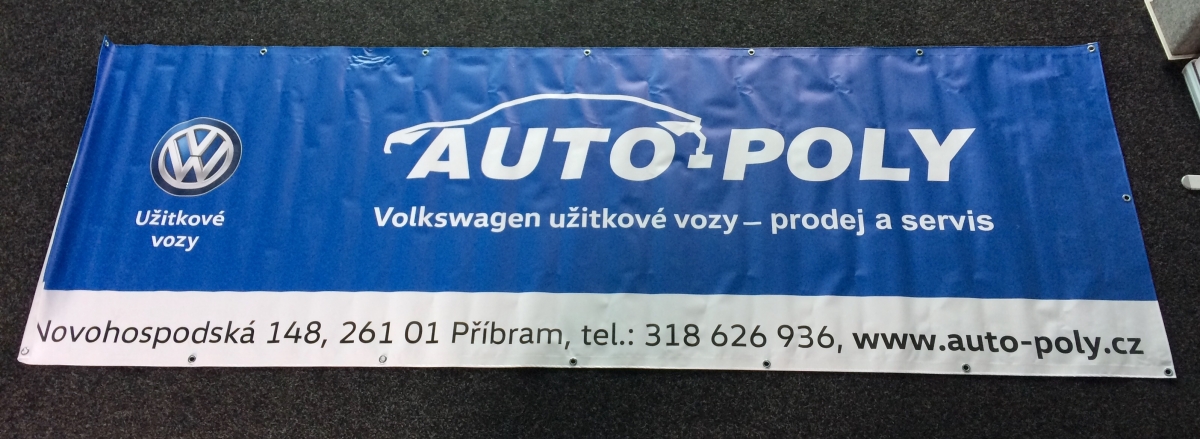 AUTO-POLY
VW
Užitkové
vozy
Volkswagen užitkové vozy – prodej a servis
Novohospodská 148, 261 01 Příbram, tel.: 318 626 936, www.auto-poly.cz